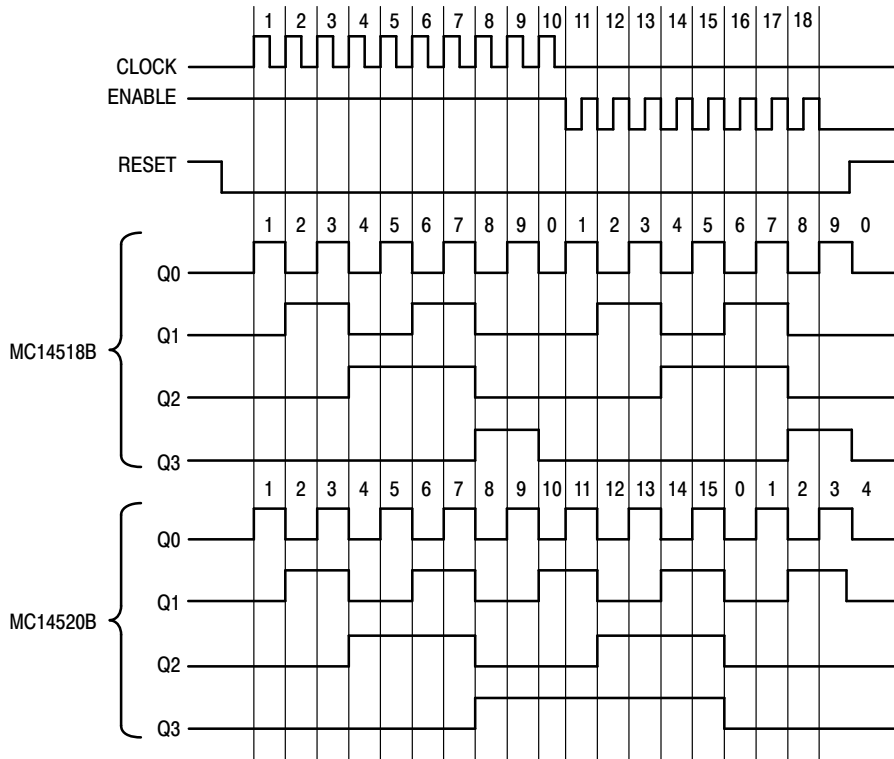 1 2 3 4 5 6 7 8 9 10 11 12 13 14 15 16 17 18
CLOCK
ENABLE
RESET
1 2 3 4 5 6 7 8 9 0 1 2 3 4 5 6 7 8 9 0
Q0
Q1
MC14518B
Q2
Q3
1 2 3 4 5 6 7 8 9 10 11 12 13 14 15 0 1 2 3 4
Q0
Q1
MC14520B
Q2
Q3